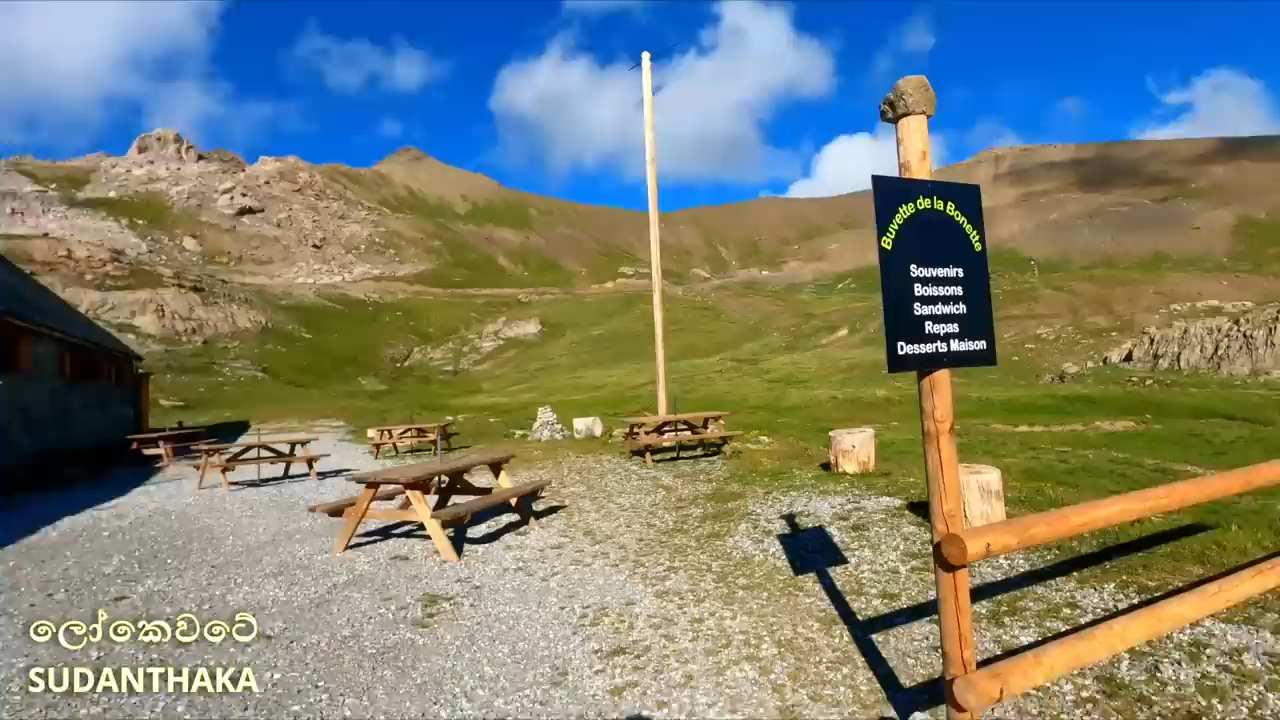 Buvette de la Bonette
Souvenirs
Boissons
Sandwich
Repas
Desserts Maison
ලෝකෙවටේ
SUDANTHAKA